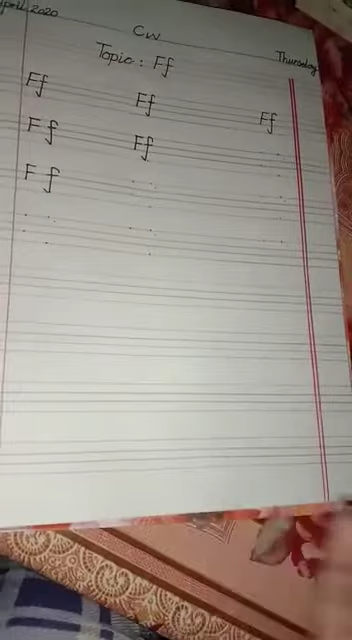 april 2020
CW
Thursday
Topic : Ff
Ff Ff Ff
Ff Ff
Ff